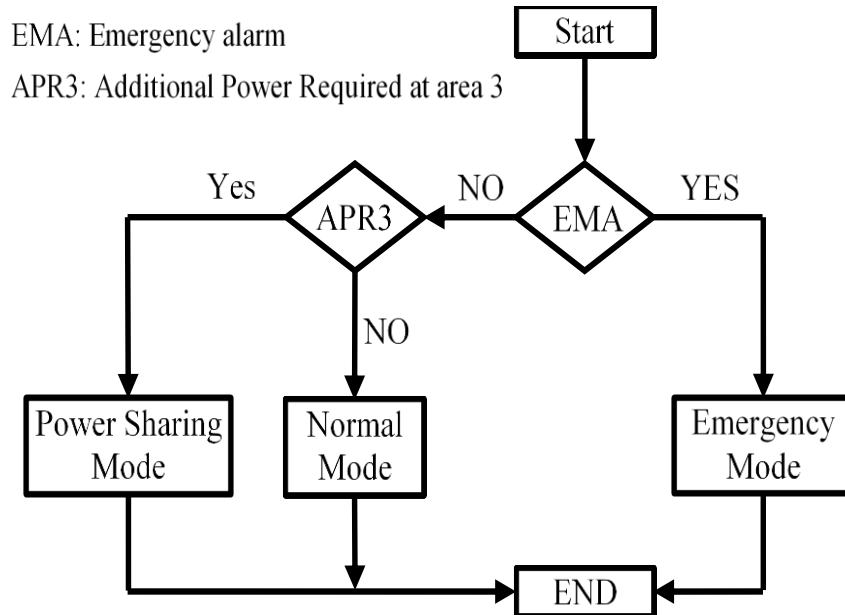 EMA: Emergency alarm
APR3: Additional Power Required at area 3
Start
Yes
APR3
NO
EMA
YES
NO
Power Sharing
Mode
Normal
Mode
Emergency
Mode
END